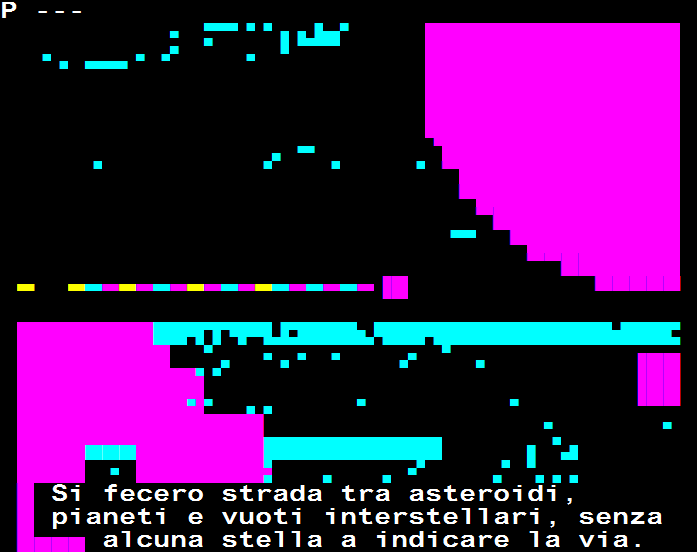 P ---
Si fecero strada tra asteroidi,
pianeti e vuoti interstellari, senza
alcuna stella a indicare la via.